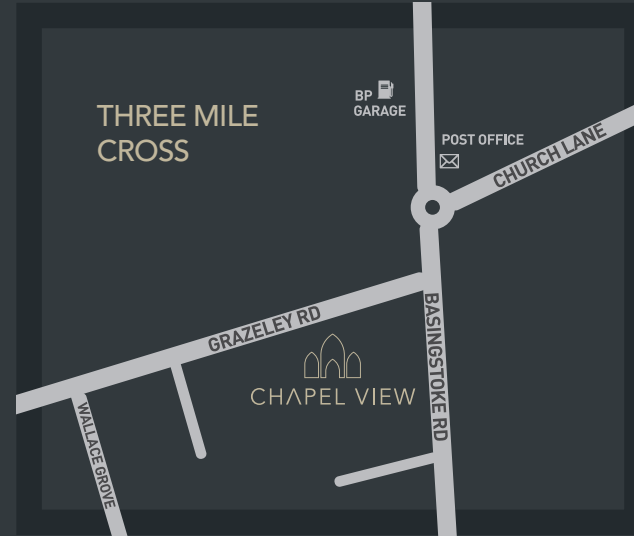 THREE MILE
CROSS
BP
GARAGE
POST OFFICE
CHURCH LANE
GRAZELEY RD
BASINGSTOKE RD
CHAPEL VIEW
WALLACE GROVE